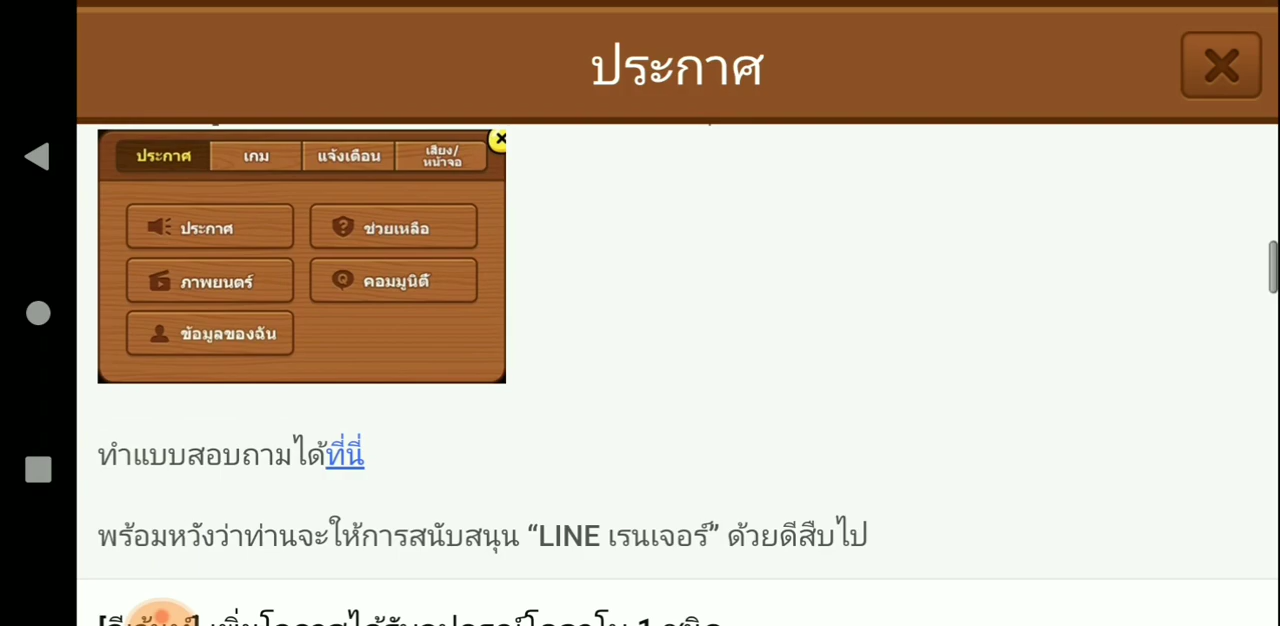 ประกาศ
ประกาศ
เกม
แจ้งเตือน
เสียง/
หน้าจอ
ประกาศ
ช่วยเหลือ
ภาพยนตร์
คอมมูนิตี้
ข้อมูลของฉัน
ทำแบบสอบถามได้ที่นี่
พร้อมหวังว่าท่านจะให้การสนับสนุน “LINE เรนเจอร์” ด้วยดีสืบไป